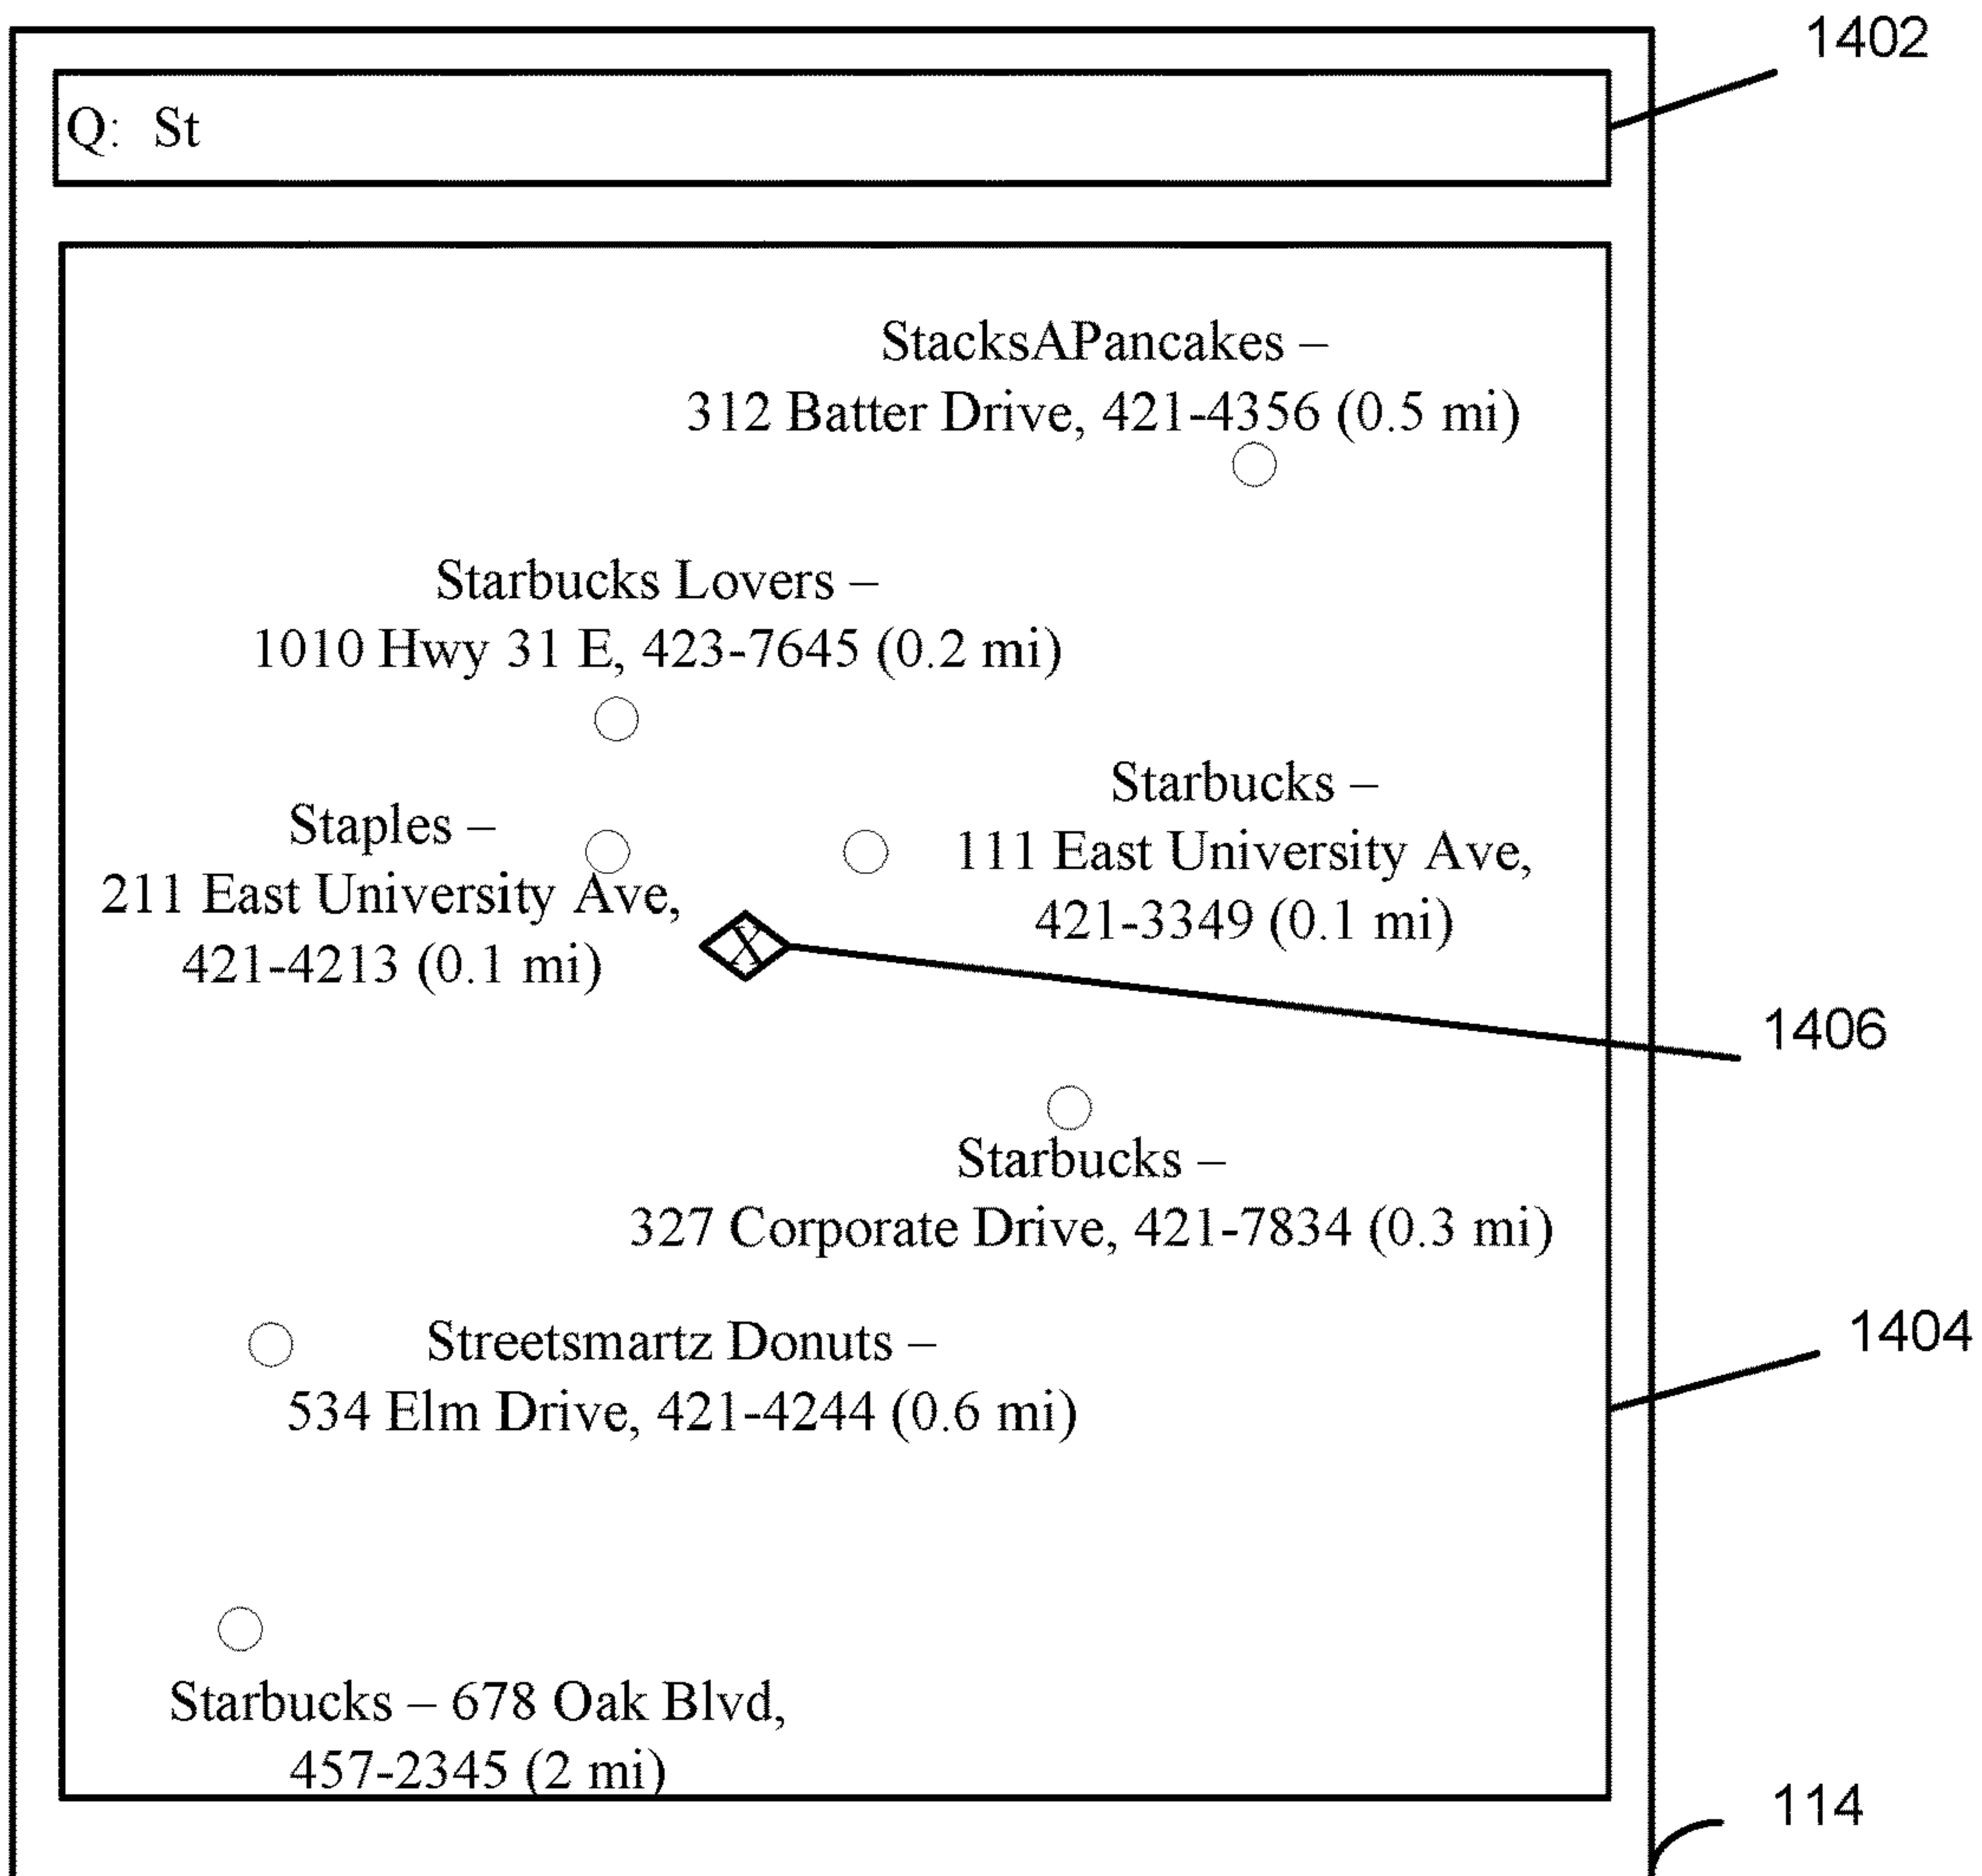 1402
Q: St
StacksAPancakes –
312 Batter Drive, 421-4356 (0.5 mi)
Starbucks Lovers –
1010 Hwy 31 E, 423-7645 (0.2 mi)
Staples –
211 East University Ave,
421-4213 (0.1 mi)
Starbucks –
111 East University Ave,
421-3349 (0.1 mi)
X
1406
Starbucks –
327 Corporate Drive, 421-7834 (0.3 mi)
Streetsmartz Donuts –
534 Elm Drive, 421-4244 (0.6 mi)
1404
Starbucks – 678 Oak Blvd,
457-2345 (2 mi)
114